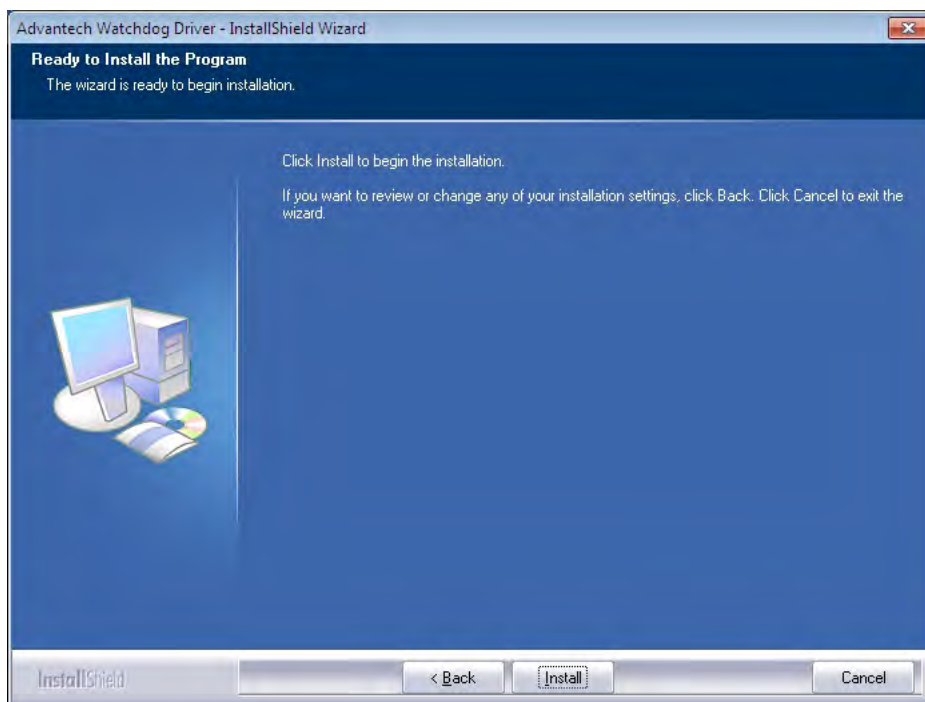 Advantech Watchdog Driver - InstallShield Wizard
Ready to Install the Program
The wizard is ready to begin installation.
Click Install to begin the installation.
If you want to review or change any of your installation settings, click Back. Click Cancel to exit the
wizard.
InstallShield
< Back
Install
Cancel